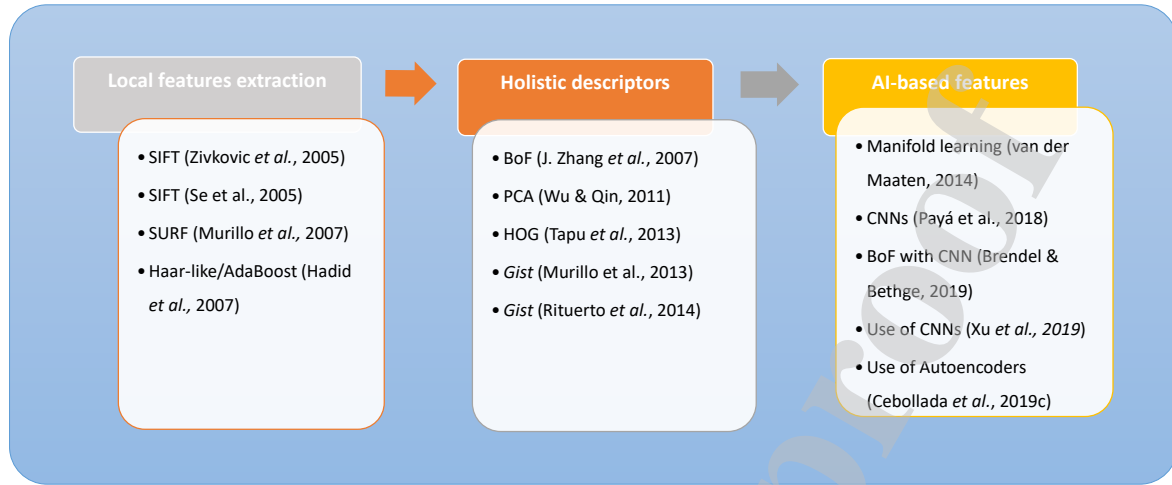 Local features extraction
• SIFT (Zivkovic et al., 2005)
• SIFT (Se et al., 2005)
• SURF (Murillo et al., 2007)
• Haar-like/AdaBoost (Hadid
et al., 2007)
Holistic descriptors
• BoF (J. Zhang et al., 2007)
• PCA (Wu & Qin, 2011)
• HOG (Tapu et al., 2013)
• Gist (Murillo et al., 2013)
• Gist (Rituerto et al., 2014)
AI-based features
• Manifold learning (van der
Maaten, 2014)
• CNNs (Payá et al., 2018)
• BoF with CNN (Brendel &
Bethge, 2019)
• Use of CNNs (Xu et al., 2019)
• Use of Autoencoders
(Cebollada et al., 2019c)
proof